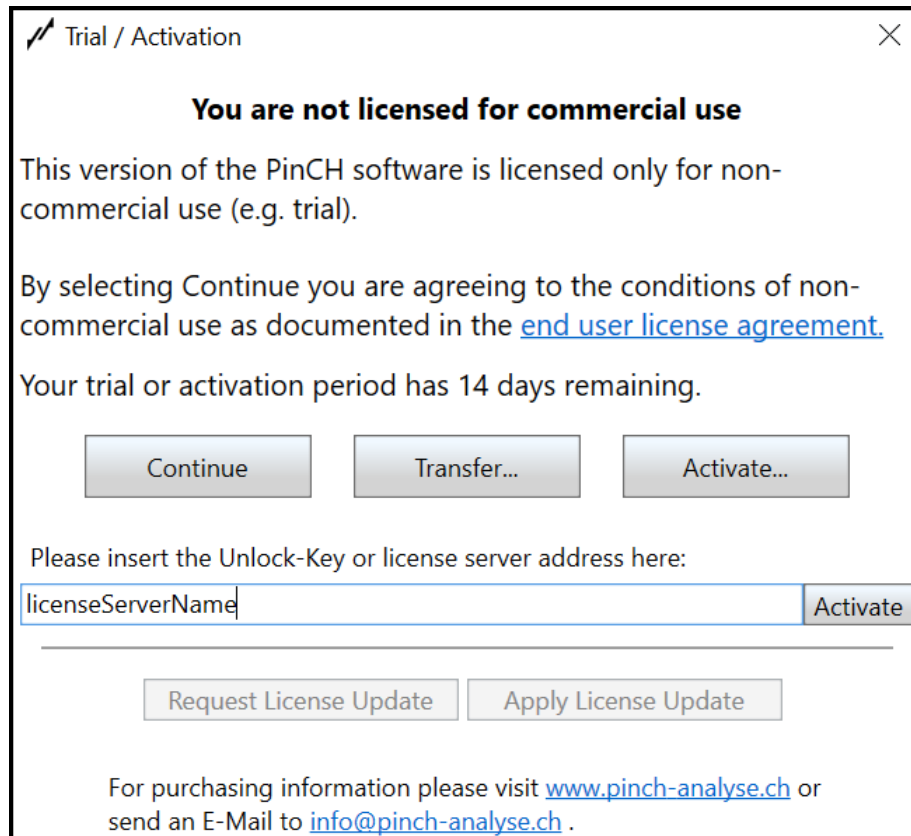 Trial / Activation
You are not licensed for commercial use
This version of the PinCH software is licensed only for non-
commercial use (e.g. trial).
By selecting Continue you are agreeing to the conditions of non-
commercial use as documented in the end user license agreement.
Your trial or activation period has 14 days remaining.
Continue Transfer... Activate...
Please insert the Unlock-Key or license server address here:
licenseServerName Activate
Request License Update Apply License Update
For purchasing information please visit www.pinch-analyse.ch or
send an E-Mail to info@pinch-analyse.ch .